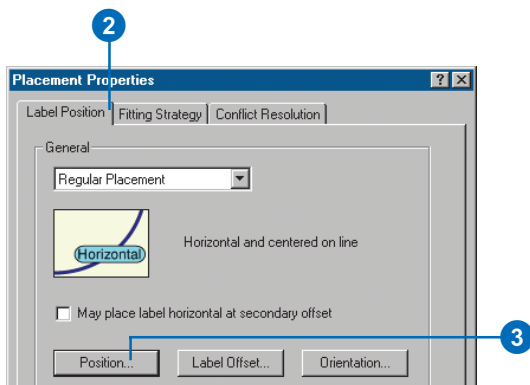 2
Placement Properties
Label Position Fitting Strategy Conflict Resolution
General
Regular Placement
Horizontal
Horizontal and centered on line
May place label horizontal at secondary offset
3
Position... Label Offset... Orientation...